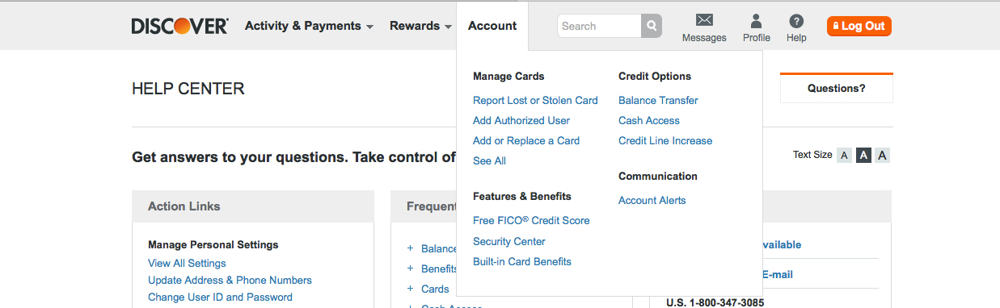 DISCOVER
Activity & Payments
Rewards
Account
Search
Messages
Profile
Help
Log Out
HELP CENTER
Questions?
Manage Cards
Report Lost or Stolen Card
Add Authorized User
Add or Replace a Card
See All
Features & Benefits
Free FICO® Credit Score
Security Center
Built-in Card Benefits
Credit Options
Balance Transfer
Cash Access
Credit Line Increase
Communication
Account Alerts
Get answers to your questions. Take control of
Text Size A A A
Action Links
Manage Personal Settings
View All Settings
Update Address & Phone Numbers
Change User ID and Password
Frequent
+ Balance
+ Benefits
+ Cards
Cash Access
vailable
E-mail
U.S. 1-800-347-3085